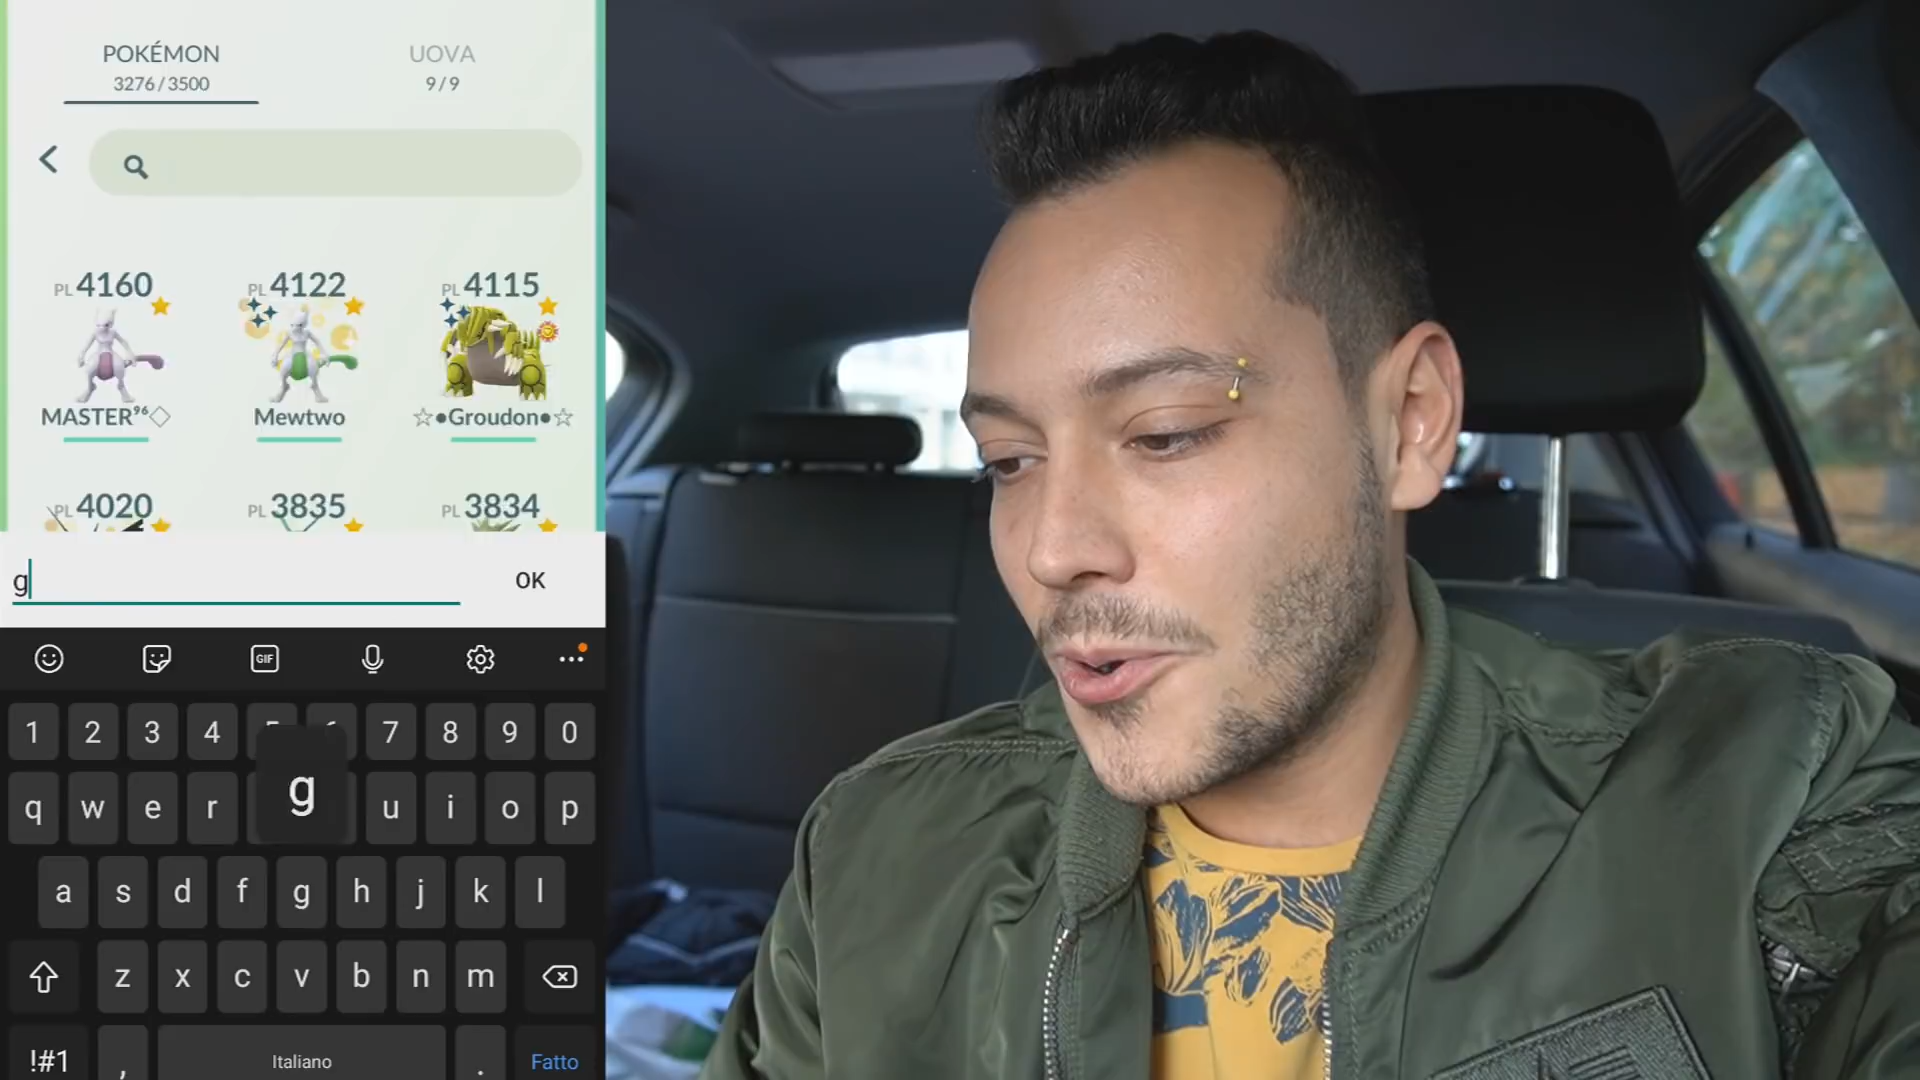 POKÉMON
UOVA
3276/3500
9/9
PL 4160
PL 4122
PL 4115
MASTER⁹⁶◇
Mewtwo
☆●Groudon●☆
PL 4020
PL 3835
PL 3834
g
OK
GIF
1 2 3 4 7 8 9 0
q w e r g u i o p
a s d f g h j k l
z x c v b n m
!#1 , Italiano . Fatto